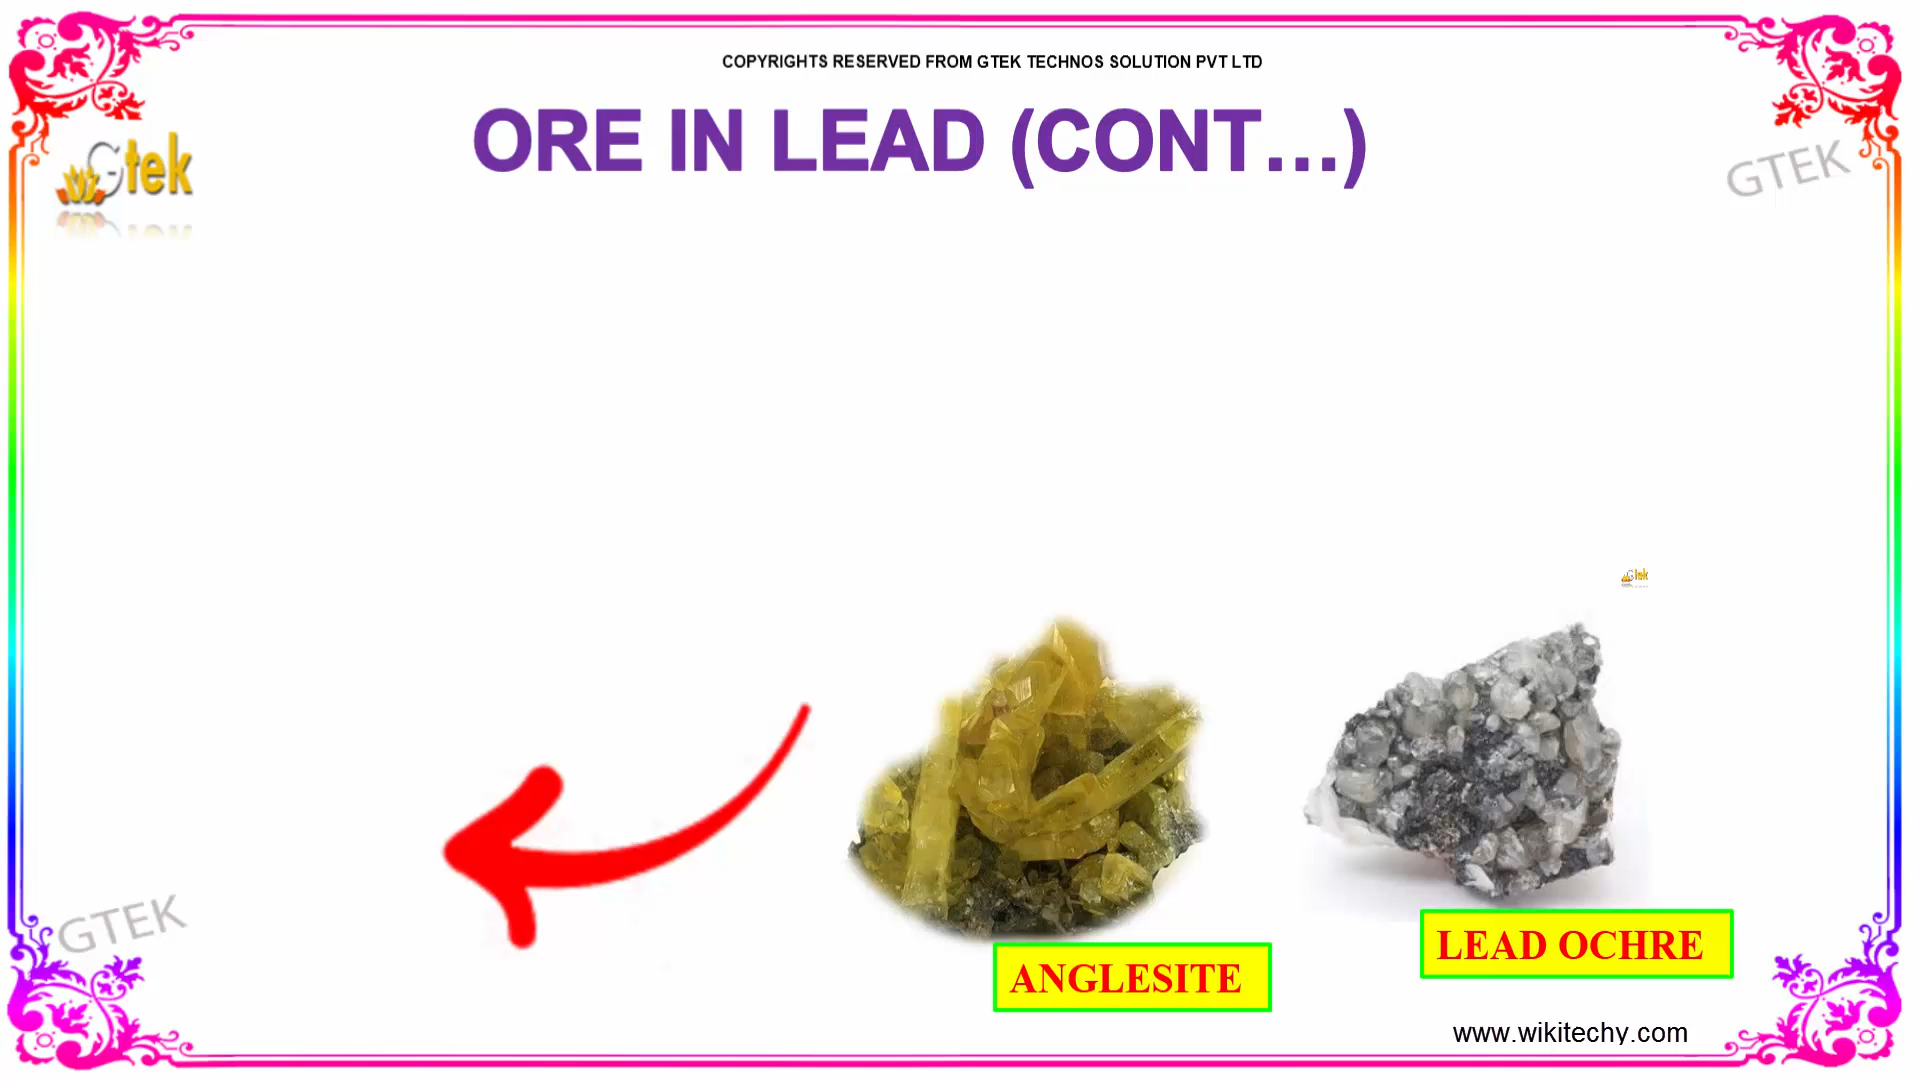 COPYRIGHTS RESERVED FROM GTEK TECHNOS SOLUTION PVT LTD
ORE IN LEAD (CONT...)
Gtek
GTEK
Gtek
ANGLESITE
LEAD OCHRE
GTEK
www.wikitechy.com